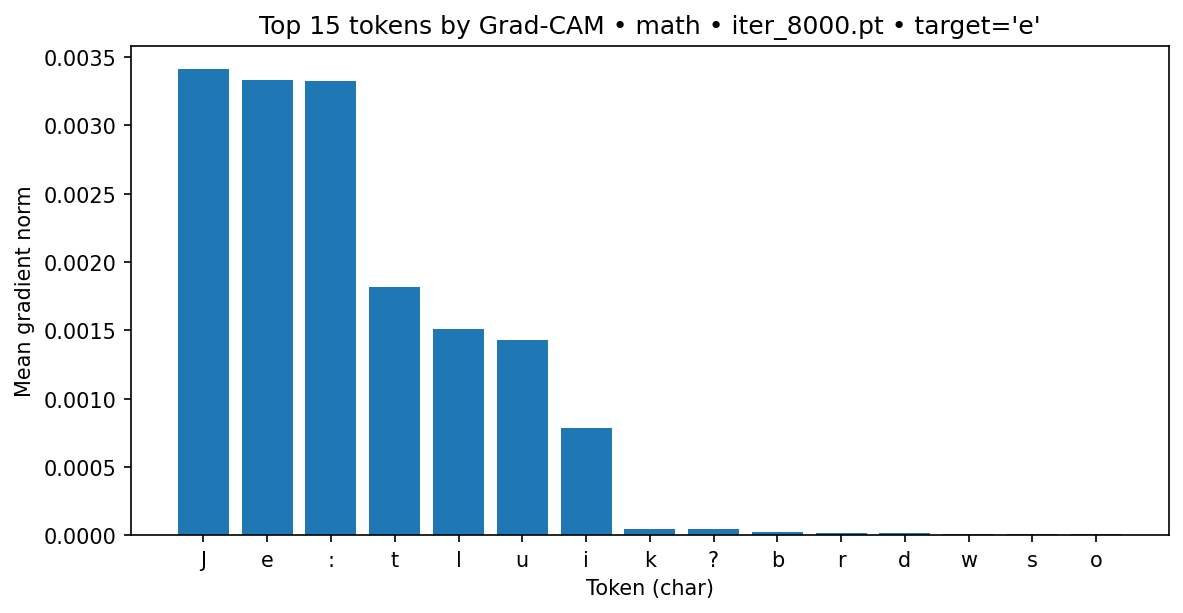 Top 15 tokens by Grad-CAM • math • iter_8000.pt • target='e'
Mean gradient norm
0.0035
0.0030
0.0025
0.0020
0.0015
0.0010
0.0005
0.0000
J e : t l u i k ? b r d w s o
Token (char)